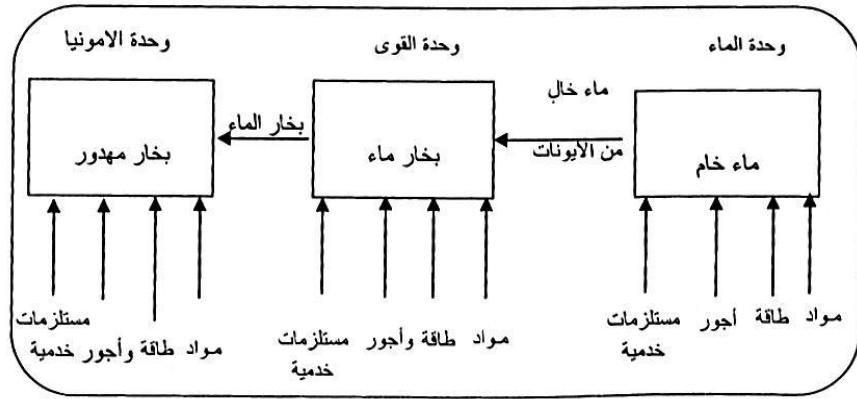 وحدة الماء
وحدة القوى
وحدة الامونيا
ماء خالٍ
من الأيونات
بخار الماء
ماء خام
بخار ماء
بخار مهدور
مواد
طاقة
أجور
مستلزمات
خدمية
مواد
طاقة
وأجور
مستلزمات
خدمية
مواد
طاقة
وأجور
مستلزمات
خدمية